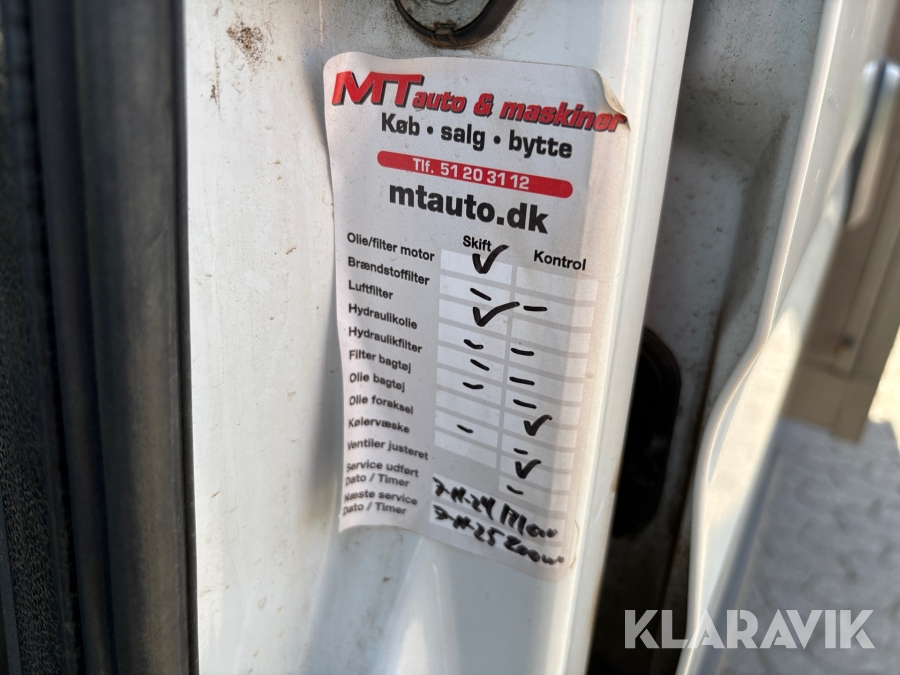 MT auto & maskiner
Køb • salg • bytte
Tlf. 51 20 31 12
mtauto.dk
Skift
Kontrol
Olie/filter motor
Brændstoffilter
Luftfilter
Hydraulikolie
Hydraulikfilter
Filter bagtøj
Olie bagtøj
Olie foraksel
Kølervæske
Ventiler justeret
Service udført
Dato / Timer
Næste service
Dato / Timer
KLARAVIK